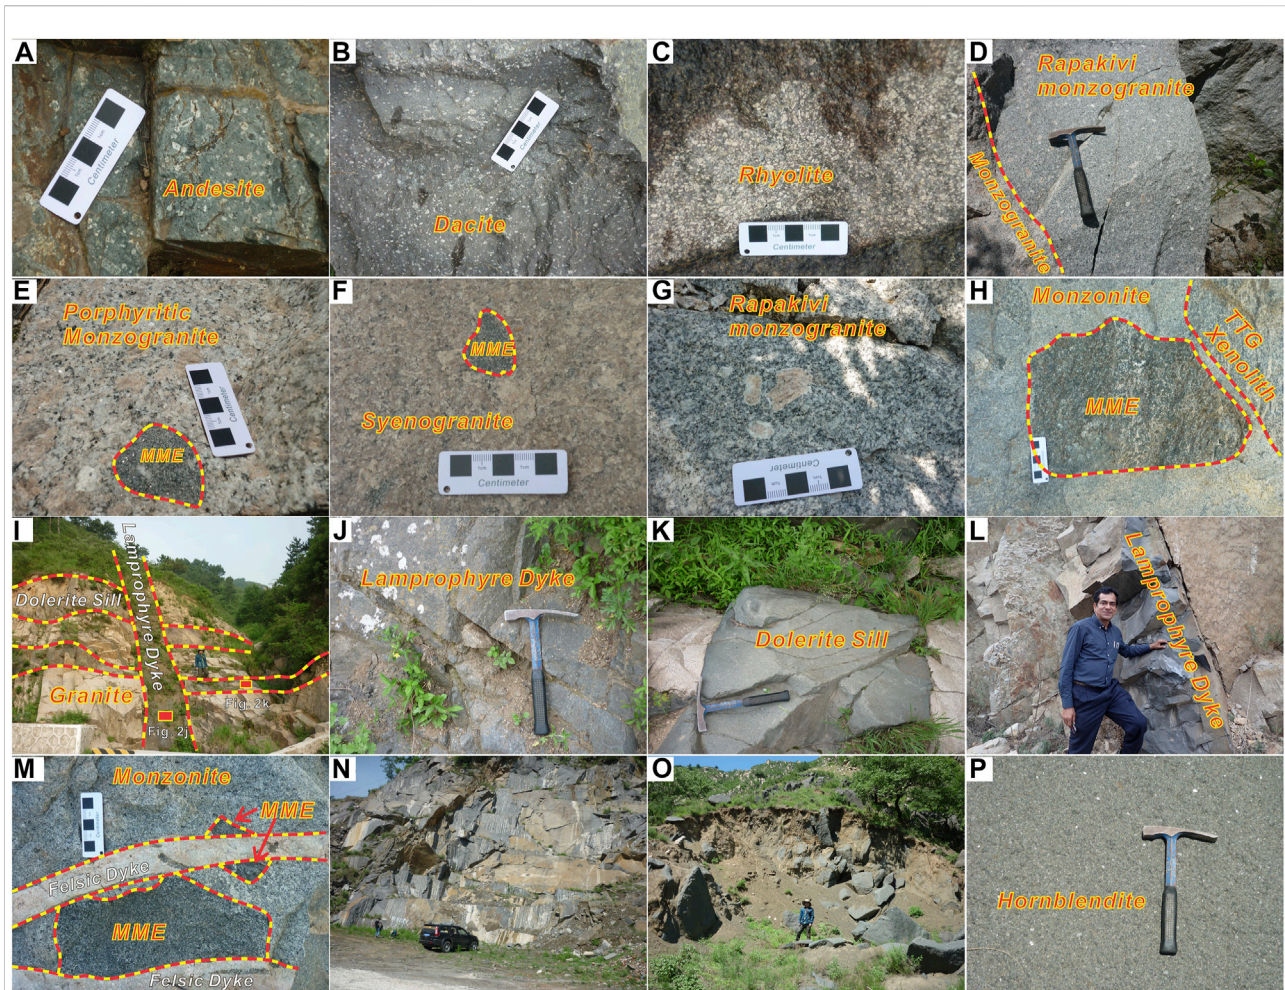 A
Centimeter
Andesite
B
Centimeter
Dacite
C
Rhyolite
1cm
1cm
Centimeter
D
Rapakivi
monzogranite
Monzogranite
E
Porphyritic
Monzogranite
Centimeter
MME
F
MME
Syenogranite
Centimeter
G
Rapakivi
monzogranite
Centimeter
H
Monzonite
TTG
Xenolith
MME
I
Lamprophyre Dyke
Dolerite Sill
Granite
Fig. 2k
Fig. 2j
J
Lamprophyre Dyke
K
Dolerite Sill
L
Lamprophyre Dyke
M
Monzonite
MME
Felsic Dyke
MME
Felsic Dyke
N
O
P
Hornblendite